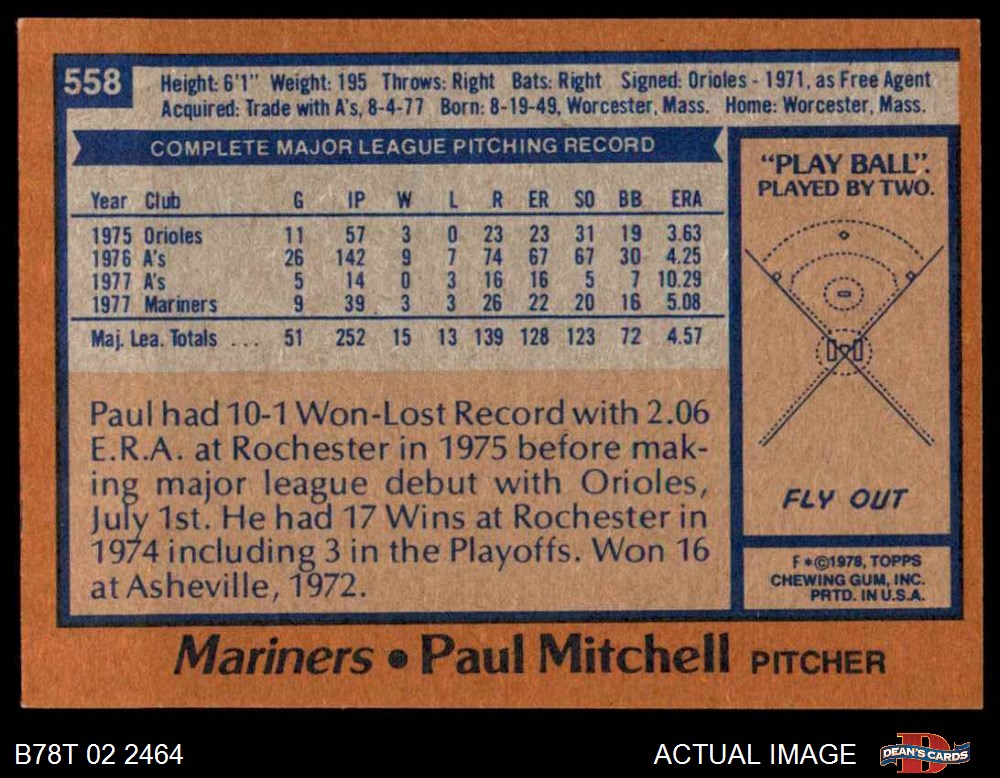 558
Height: 6'1" Weight: 195 Throws: Right Bats: Right Signed: Orioles - 1971, as Free Agent
Acquired: Trade with A's, 8-4-77 Born: 8-19-49, Worcester, Mass. Home: Worcester, Mass.
COMPLETE MAJOR LEAGUE PITCHING RECORD
Year Club G IP W L R ER SO BB ERA
1975 Orioles 11 57 3 0 23 23 31 19 3.63
1976 A's 26 142 9 7 74 67 67 30 4.25
1977 A's 5 14 0 3 16 16 5 7 10.29
1977 Mariners 9 39 3 3 26 22 20 16 5.08
Maj. Lea. Totals ... 51 252 15 13 139 128 123 72 4.57
Paul had 10-1 Won-Lost Record with 2.06
E.R.A. at Rochester in 1975 before mak-
ing major league debut with Orioles,
July 1st. He had 17 Wins at Rochester in
1974 including 3 in the Playoffs. Won 16
at Asheville, 1972.
"PLAY BALL".
PLAYED BY TWO.
FLY OUT
F*©1978, TOPPS
CHEWING GUM, INC.
PRTD. IN U.S.A.
Mariners • Paul Mitchell PITCHER
B78T 02 2464
ACTUAL IMAGE
DEAN'S CARDS